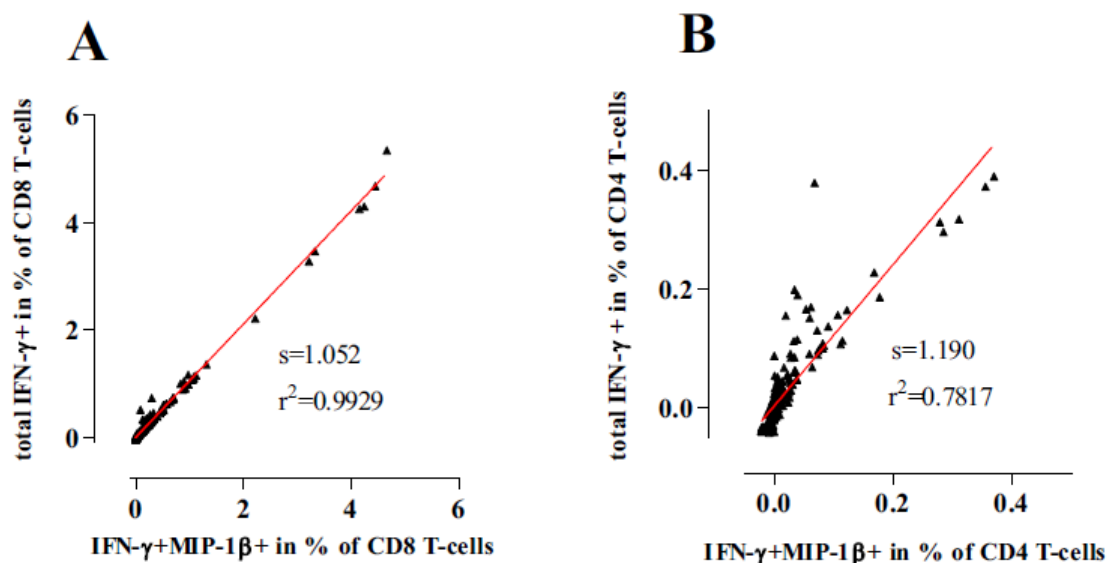 A
total IFN-γ+ in % of CD8 T-cells
6
4
2
0
s=1.052
r²=0.9929
0 2 4 6
IFN-γ+MIP-1β+ in % of CD8 T-cells
B
total IFN-γ+ in % of CD4 T-cells
0.4
0.2
0.0
s=1.190
r²=0.7817
0.0 0.2 0.4
IFN-γ+MIP-1β+ in % of CD4 T-cells